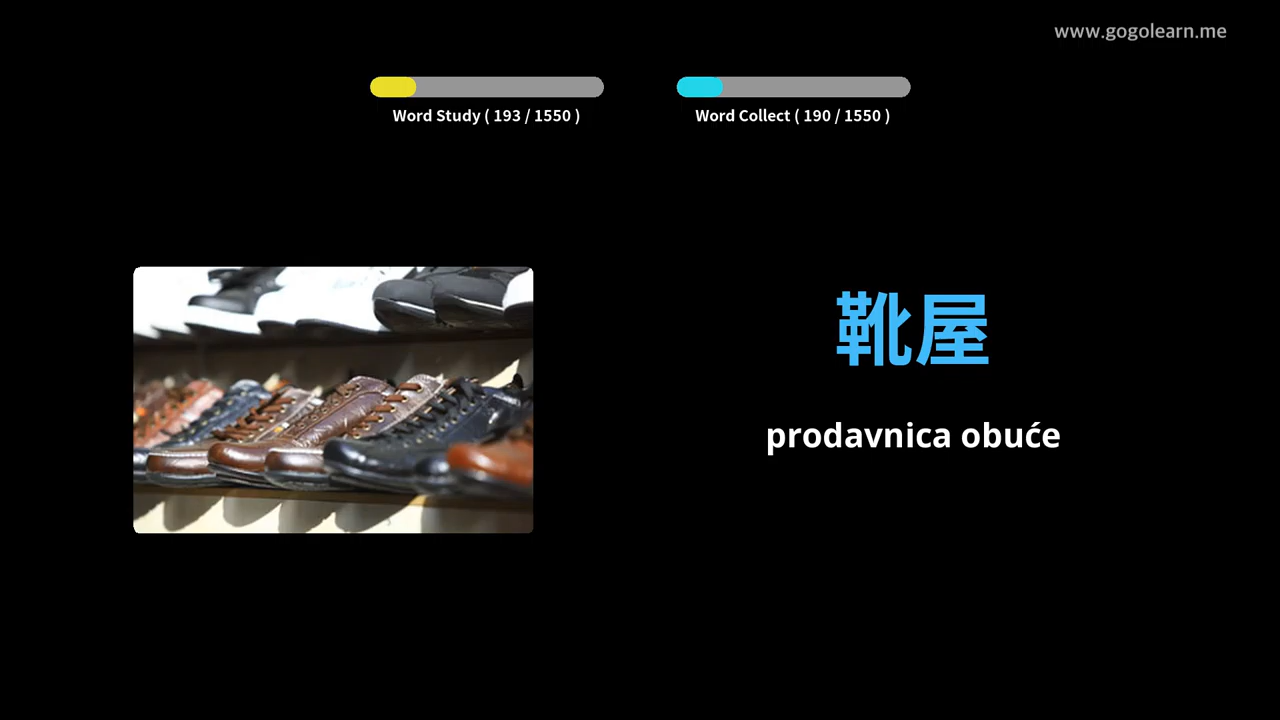 www.gogolearn.me
Word Study ( 193 / 1550 )
Word Collect ( 190 / 1550 )
靴屋
prodavnica obuće